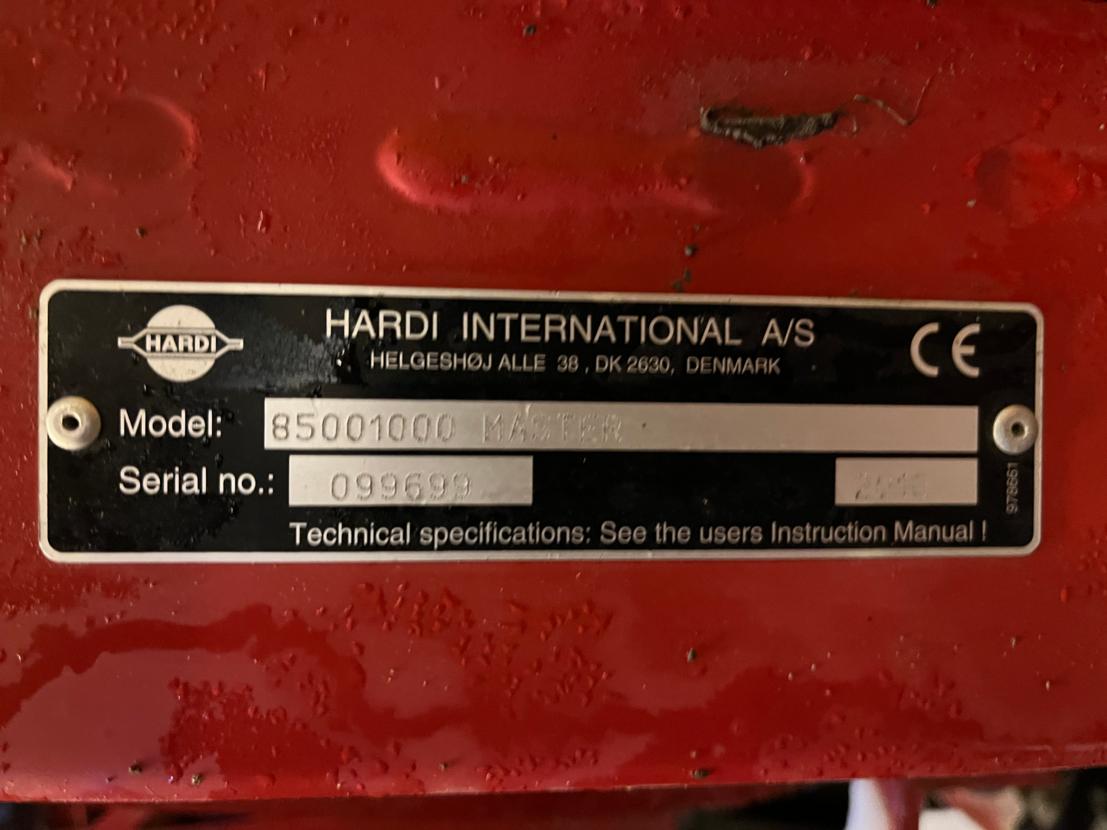 HARDI
HARDI INTERNATIONAL A/S
HELGESHØJ ALLE 38, DK 2630, DENMARK
CE
Model: 85001000 MASTER
Serial no.: 099699
978661
Technical specifications: See the users Instruction Manual !